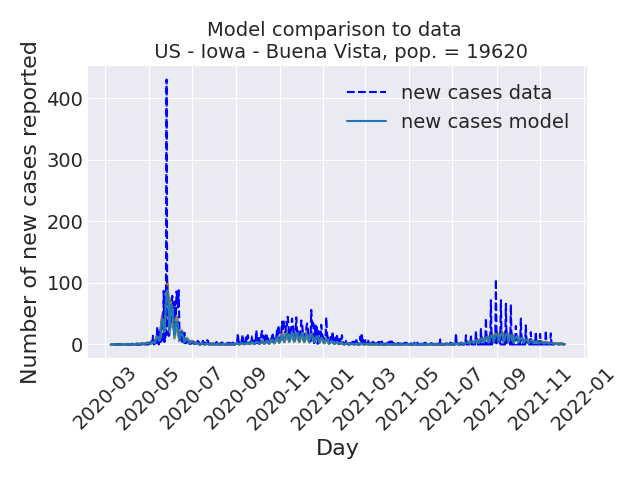 Model comparison to data
US - Iowa - Buena Vista, pop. = 19620
Number of new cases reported
400
300
200
100
0
new cases data
new cases model
2020-03
2020-05
2020-07
2020-09
2020-11
2021-01
2021-03
2021-05
2021-07
2021-09
2021-11
2022-01
Day